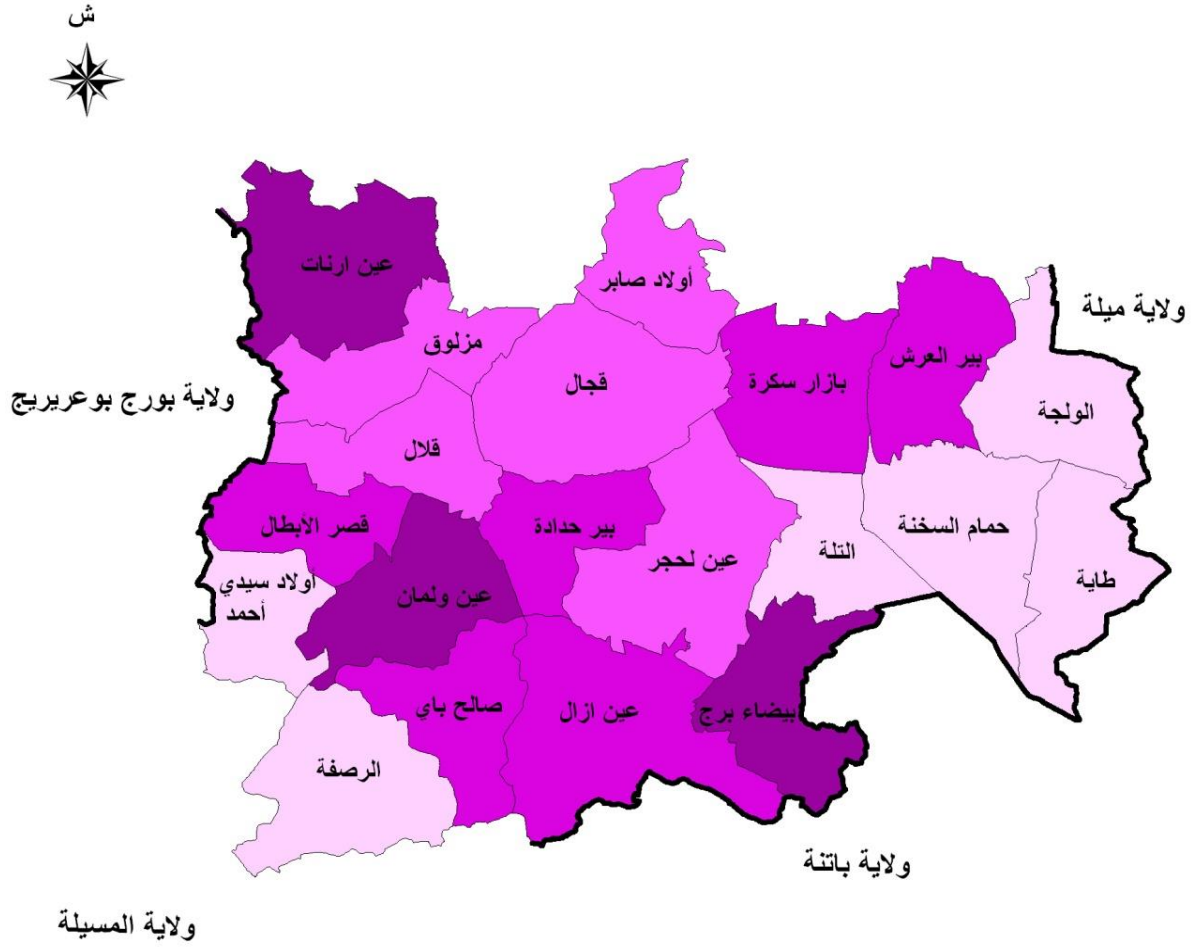 ش
عين ارنات
أولاد صابر
ولاية ميلة
مزلوق
بير العرش
بازار سكرة
قجال
ولاية بورج بوعريريج
الولجة
قلال
قصر الأبطال
بير حدادة
حمام السخنة
عين لحجر
التلة
طاية
أولاد سيدي
أحمد
عين ولمان
صالح باي
عين ازال
بيضاء برج
الرصفة
ولاية باتنة
ولاية المسيلة